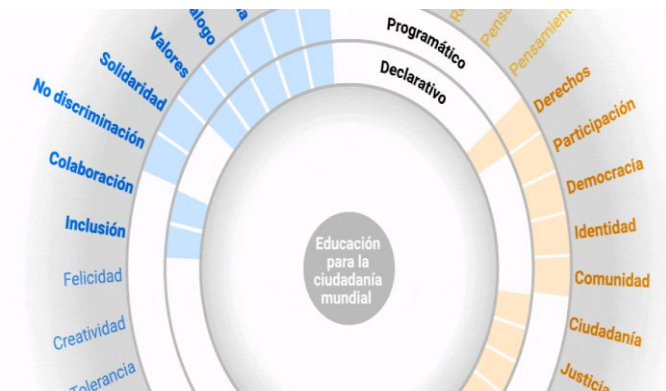 Programático
Declarativo
Educación
para la
ciudadanía
mundial
Valores
Solidaridad
No discriminación
Colaboración
Inclusión
Felicidad
Creatividad
Tolerancia
Derechos
Participación
Democracia
Identidad
Comunidad
Ciudadanía
Justicia